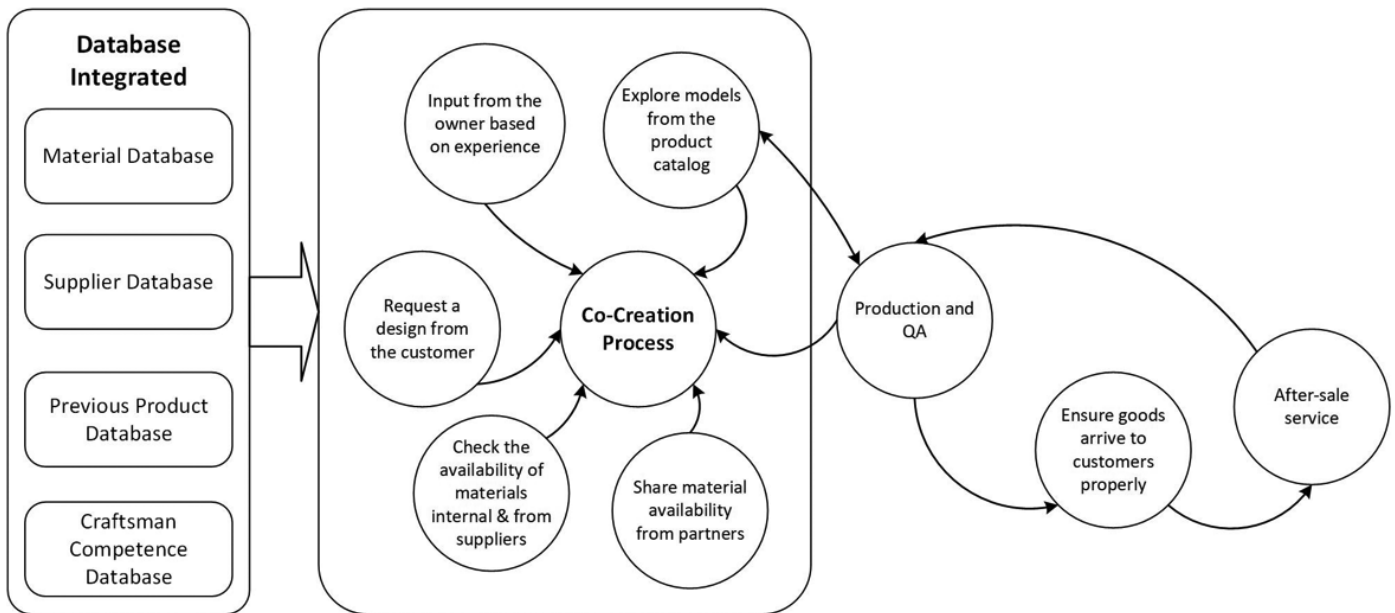 Database
Integrated
Material Database
Supplier Database
Previous Product
Database
Craftsman
Competence
Database
Input from the
owner based
on experience
Explore models
from the
product
catalog
Request a
design from
the customer
Co-Creation
Process
Check the
availability of
materials
internal & from
suppliers
Share material
availability
from partners
Production and
QA
Ensure goods
arrive to
customers
properly
After-sale
service